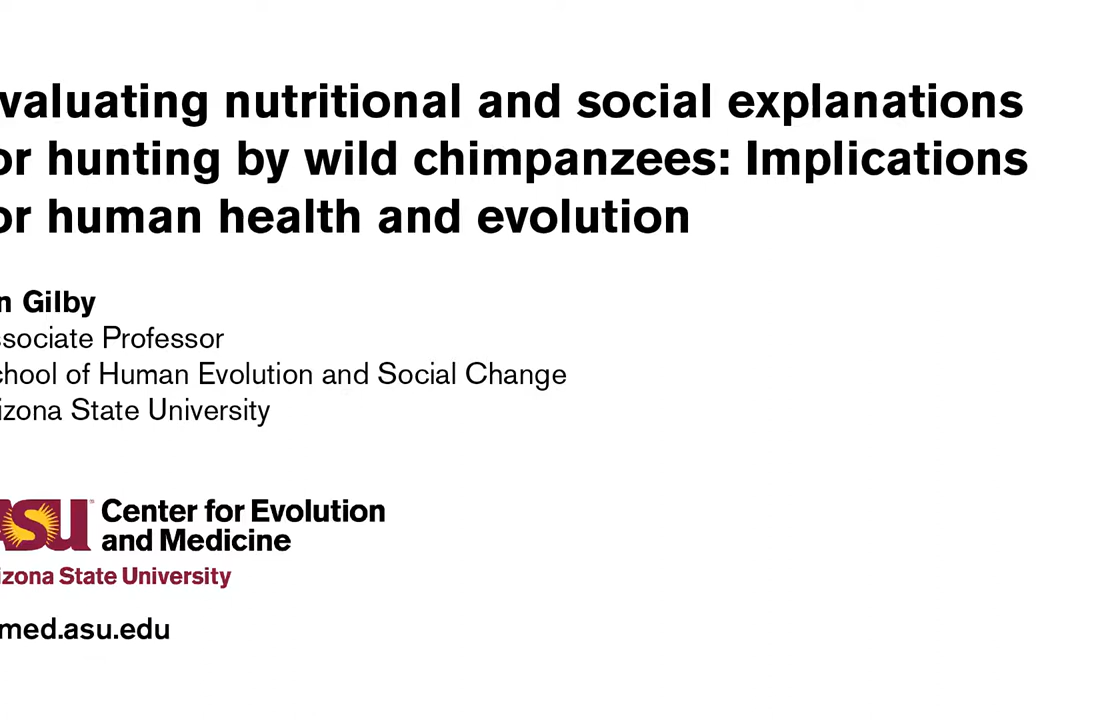 valuating nutritional and social explanations
or hunting by wild chimpanzees: Implications
or human health and evolution
n Gilby
ssociate Professor
chool of Human Evolution and Social Change
izona State University
ASU Center for Evolution
and Medicine
izona State University
med.asu.edu